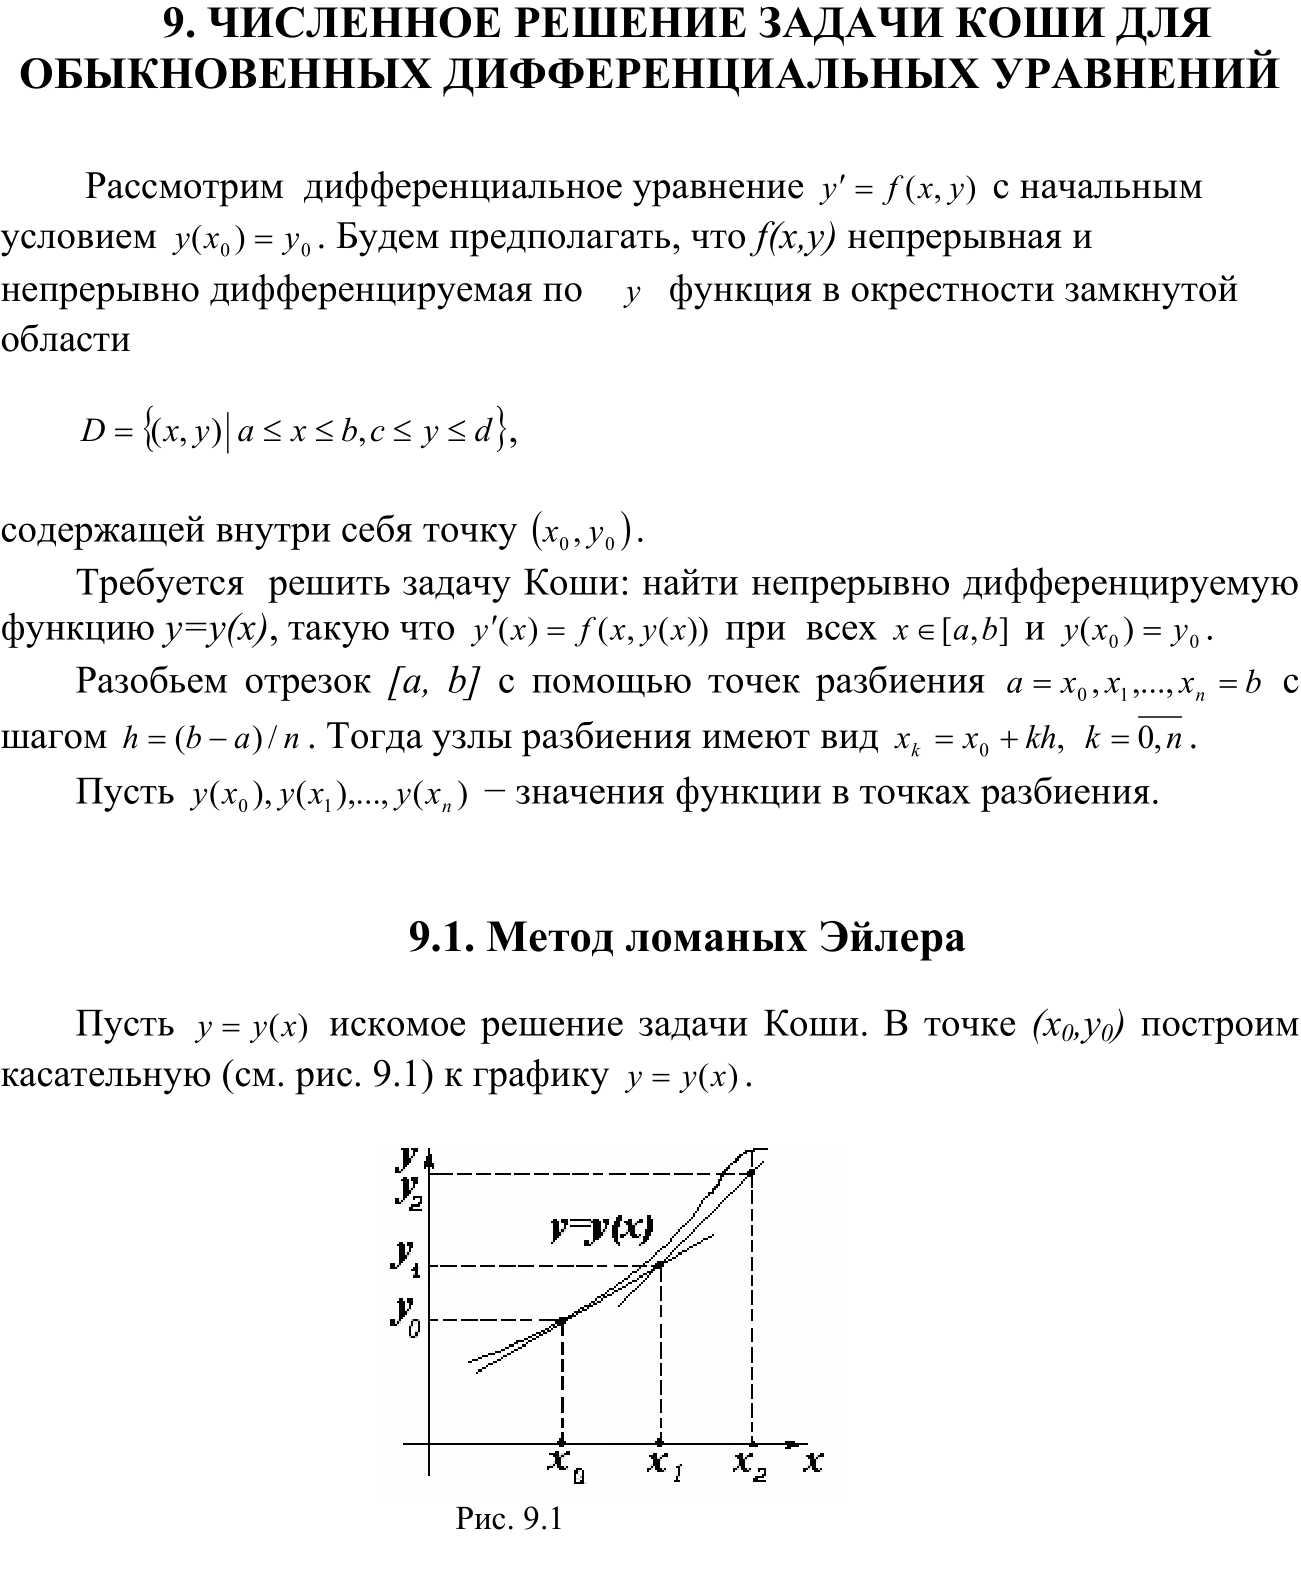 9. ЧИСЛЕННОЕ РЕШЕНИЕ ЗАДАЧИ КОШИ ДЛЯ
ОБЫКНОВЕННЫХ ДИФФЕРЕНЦИАЛЬНЫХ УРАВНЕНИЙ
Рассмотрим дифференциальное уравнение y′ = f(x, y) с начальным
условием y(x₀) = y₀. Будем предполагать, что f(x,y) непрерывная и
непрерывно дифференцируемая по y функция в окрестности замкнутой
области
D = {(x, y)| a ≤ x ≤ b, c ≤ y ≤ d},
содержащей внутри себя точку (x₀, y₀).
Требуется решить задачу Коши: найти непрерывно дифференцируемую
функцию y=y(x), такую что y′(x) = f(x, y(x)) при всех x ∈ [a, b] и y(x₀) = y₀.
Разобьем отрезок [a, b] с помощью точек разбиения a = x₀, x₁,..., xₙ = b с
шагом h = (b − a) / n. Тогда узлы разбиения имеют вид xₖ = x₀ + kh, k = 0̅,̅n̅.
Пусть y(x₀), y(x₁),..., y(xₙ) − значения функции в точках разбиения.
9.1. Метод ломаных Эйлера
Пусть y = y(x) искомое решение задачи Коши. В точке (x₀,y₀) построим
касательную (см. рис. 9.1) к графику y = y(x).
y
y₂
y=y(x)
y₁
y₀
x₀ x₁ x₂ x
Рис. 9.1